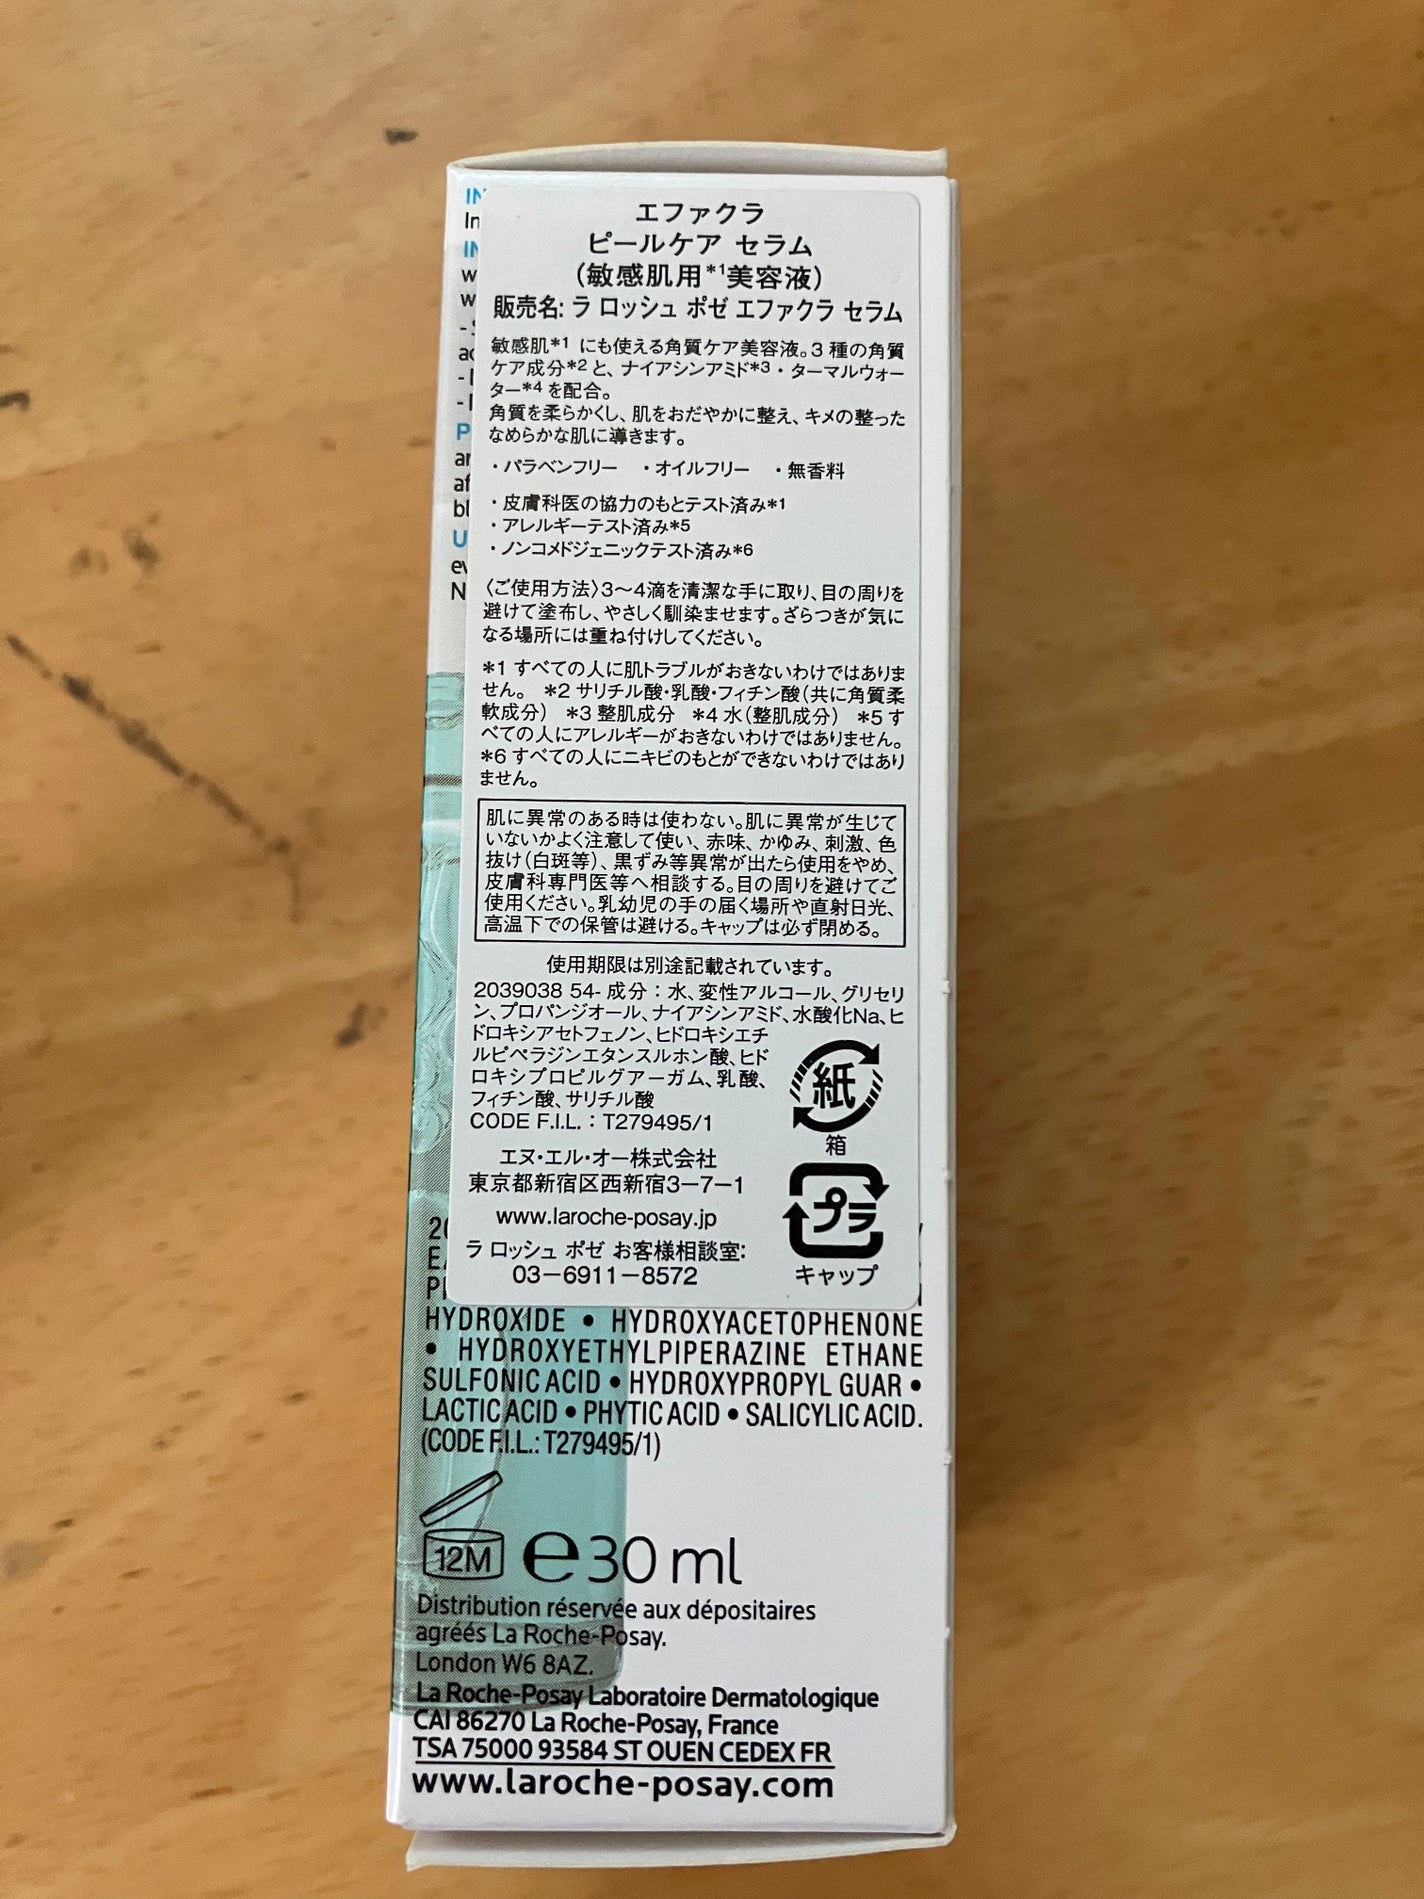 エファクラ
ピールケア セラム
（敏感肌用*1美容液）
販売名: ラ ロッシュ ポゼ エファクラ セラム
敏感肌*1 にも使える角質ケア美容液。3 種の角質
ケア成分*2 と、ナイアシンアミド*3・ターマルウォー
ター*4 を配合。
角質を柔らかくし、肌をおだやかに整え、キメの整った
なめらかな肌に導きます。
・パラベンフリー ・オイルフリー ・無香料
・皮膚科医の協力のもとテスト済み*1
・アレルギーテスト済み*5
・ノンコメドジェニックテスト済み*6
〈ご使用方法〉3～4滴を清潔な手に取り、目の周りを
避けて塗布し、やさしく馴染ませます。ざらつきが気に
なる場所には重ね付けしてください。
*1 すべての人に肌トラブルがおきないわけではありま
せん。 *2 サリチル酸・乳酸・フィチン酸（共に角質柔
軟成分） *3 整肌成分 *4 水（整肌成分） *5 す
べての人にアレルギーがおきないわけではありません。
*6 すべての人にニキビのもとができないわけではあり
ません。
肌に異常のある時は使わない。肌に異常が生じて
いないかよく注意して使い、赤味、かゆみ、刺激、色
抜け（白斑等）、黒ずみ等異常が出たら使用をやめ、
皮膚科専門医等へ相談する。目の周りを避けてご
使用ください。乳幼児の手の届く場所や直射日光、
高温下での保管は避ける。キャップは必ず閉める。
使用期限は別途記載されています。
2039038 54- 成分：水、変性アルコール、グリセリ
ン、プロパンジオール、ナイアシンアミド、水酸化Na、ヒ
ドロキシアセトフェノン、ヒドロキシエチ
ルピペラジンエタンスルホン酸、ヒド
ロキシプロピルグアーガム、乳酸、
フィチン酸、サリチル酸
CODE F.I.L.：T279495/1
紙
箱
エヌ・エル・オー株式会社
東京都新宿区西新宿3－7－1
www.laroche-posay.jp
ラ ロッシュ ポゼ お客様相談室:
03－6911－8572
プラ
キャップ
HYDROXIDE • HYDROXYACETOPHENONE
• HYDROXYETHYLPIPERAZINE ETHANE
SULFONIC ACID • HYDROXYPROPYL GUAR •
LACTIC ACID • PHYTIC ACID • SALICYLIC ACID.
(CODE F.I.L.: T279495/1)
12M ℮30 ml
Distribution réservée aux dépositaires
agréés La Roche-Posay.
London W6 8AZ.
La Roche-Posay Laboratoire Dermatologique
CAI 86270 La Roche-Posay, France
TSA 75000 93584 ST OUEN CEDEX FR
www.laroche-posay.com